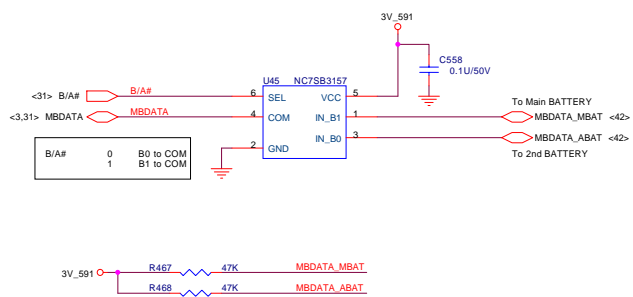 3V_591
C558
0.1U/50V
U45 NC7SB3157
<31> B/A# B/A# 6 SEL VCC 5
<3,31> MBDATA MBDATA 4 COM IN_B1 1
To Main BATTERY
MBDATA_MBAT <42>
2 GND IN_B0 3
MBDATA_ABAT <42>
To 2nd BATTERY
B/A# 0 B0 to COM
1 B1 to COM
3V_591
R467 47K MBDATA_MBAT
R468 47K MBDATA_ABAT